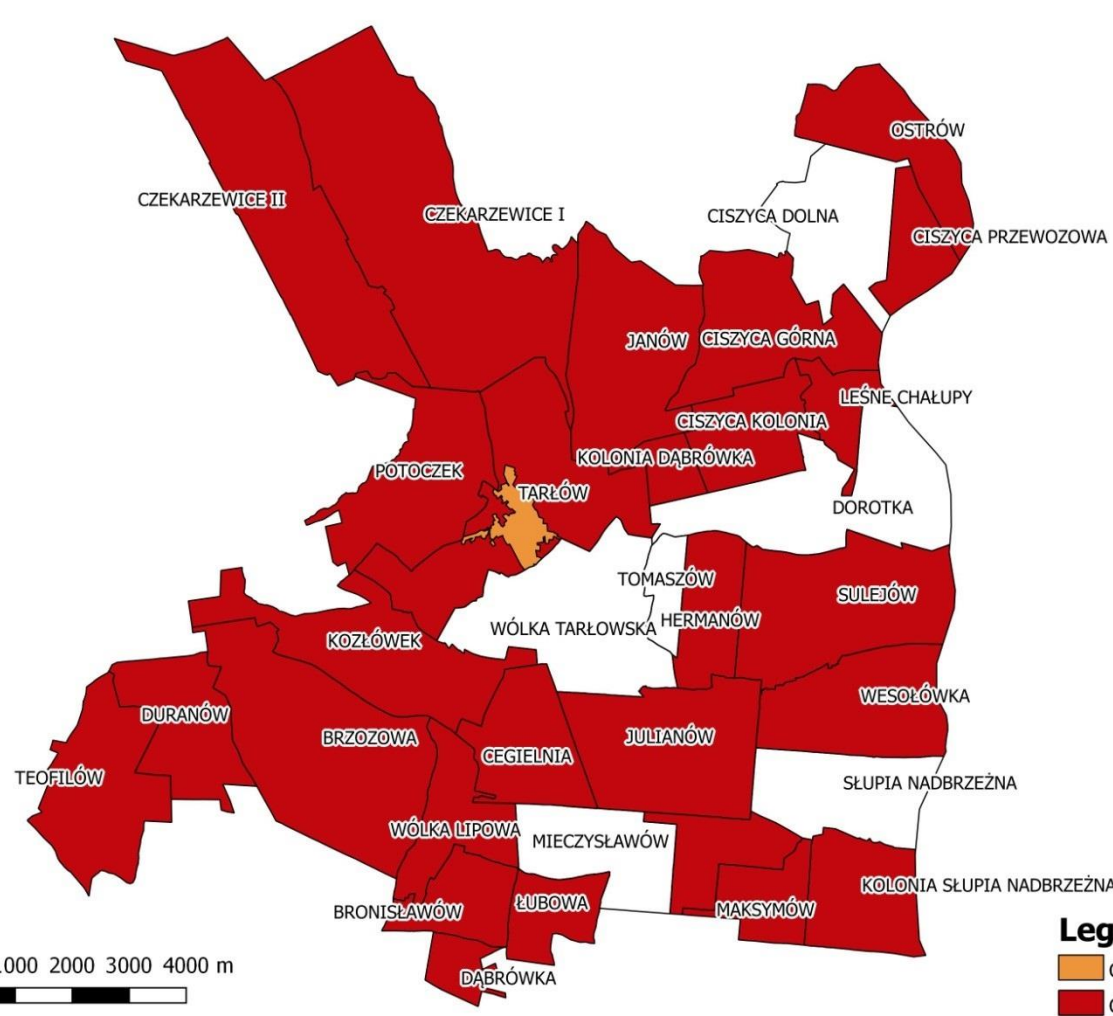 OSTRÓW
CZEKARZEWICE II
CZEKARZEWICE I
CISZYCA DOLNA
CISZYCA PRZEWOZOWA
JANÓW
CISZYCA GÓRNA
LEŚNE CHAŁUPY
CISZYCA KOLONIA
KOLONIA DĄBRÓWKA
POTOCZEK
TARŁÓW
DOROTKA
TOMASZÓW
SULEJÓW
HERMANÓW
WÓLKA TARŁOWSKA
KOZŁÓWEK
WESOŁÓWKA
DURANÓW
BRZOZOWA
JULIANÓW
CEGIELNIA
TEOFILÓW
SŁUPIA NADBRZEŻNA
WÓLKA LIPOWA
MIECZYSŁAWÓW
KOLONIA SŁUPIA NADBRZEŻNA
ŁUBOWA
BRONISŁAWÓW
MAKSYMÓW
DĄBRÓWKA
Leg
000 2000 3000 4000 m